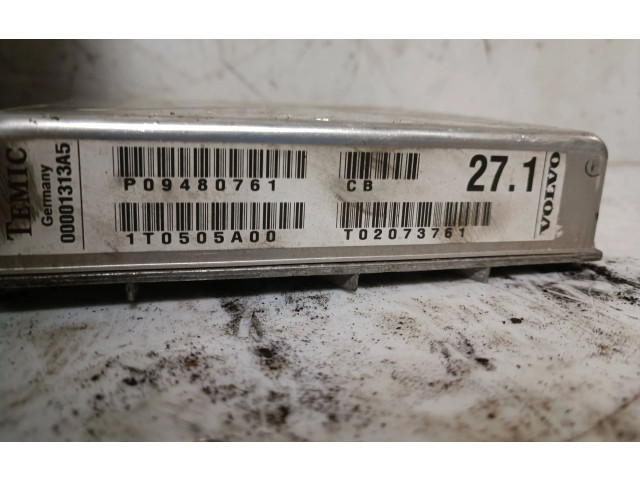 TEMIC
Germany
00001313A5
P09480761
CB
27.1
1T0505A00
T02073761
VOLVO